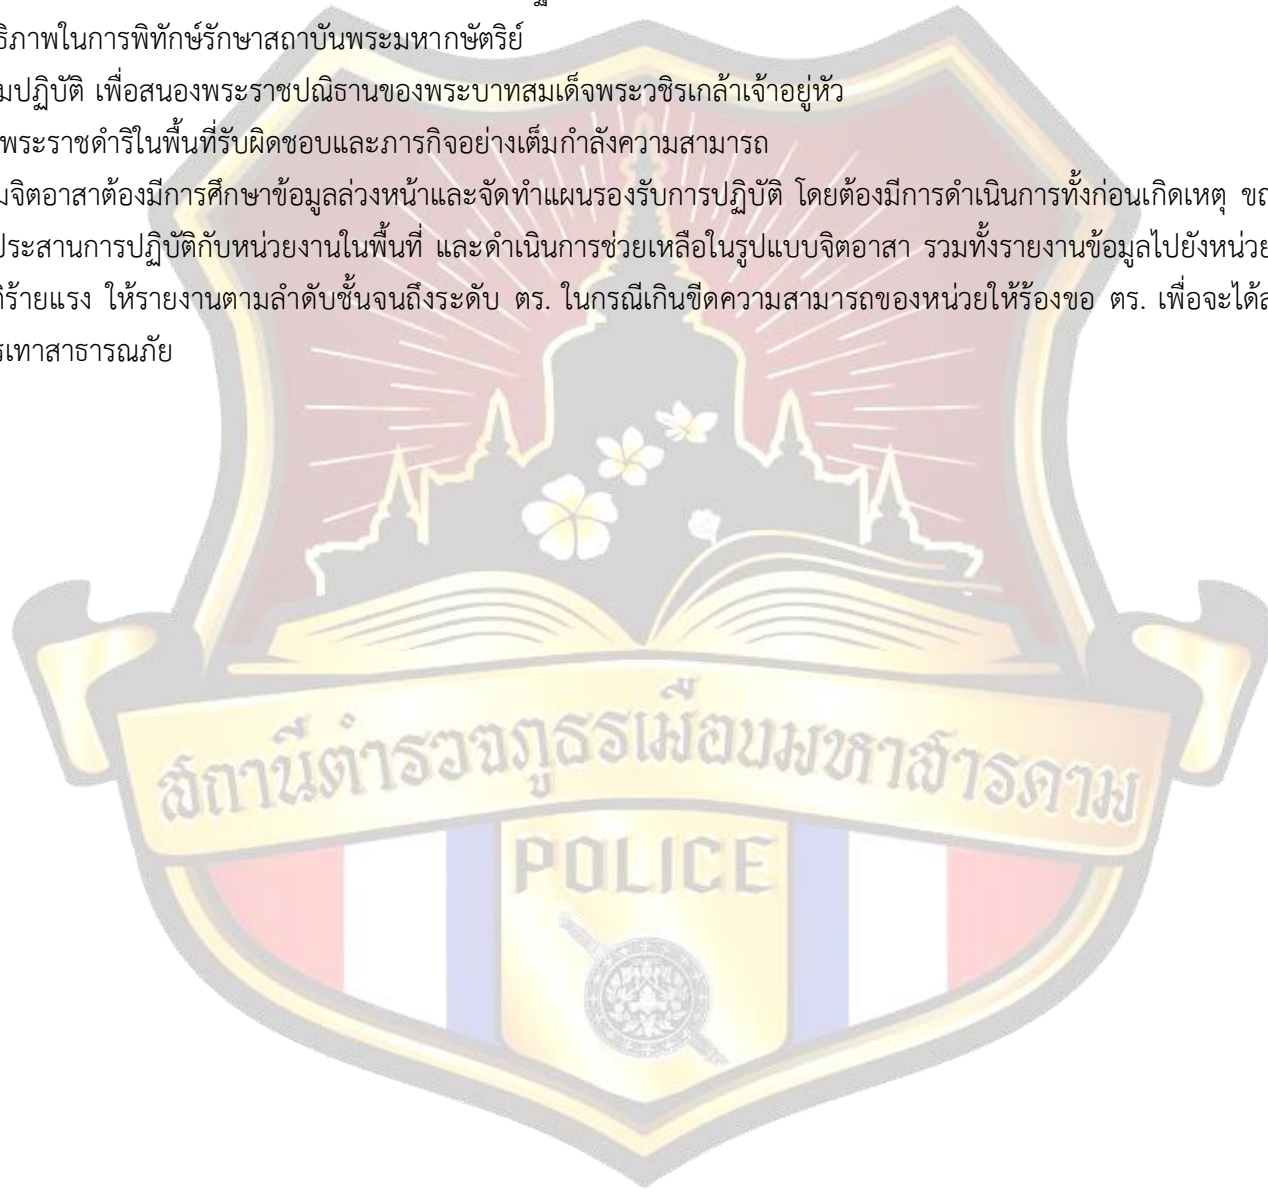 ธิภาพในการพิทักษ์รักษาสถาบันพระมหากษัตริย์
มปฏิบัติ เพื่อสนองพระราชปณิธานของพระบาทสมเด็จพระวชิรเกล้าเจ้าอยู่หัว
พระราชดำริในพื้นที่รับผิดชอบและภารกิจอย่างเต็มกำลังความสามารถ
มจิตอาสาต้องมีการศึกษาข้อมูลล่วงหน้าและจัดทำแผนรองรับการปฏิบัติ โดยต้องมีการดำเนินการทั้งก่อนเกิดเหตุ ขณ
ประสานการปฏิบัติกับหน่วยงานในพื้นที่ และดำเนินการช่วยเหลือในรูปแบบจิตอาสา รวมทั้งรายงานข้อมูลไปยังหน่วย
ร้ายแรง ให้รายงานตามลำดับชั้นจนถึงระดับ ตร. ในกรณีเกินขีดความสามารถของหน่วยให้ร้องขอ ตร. เพื่อจะได้ส
รเทาสาธารณภัย
สถานีตำรวจภูธรเมืองมหาสารคาม
POLICE